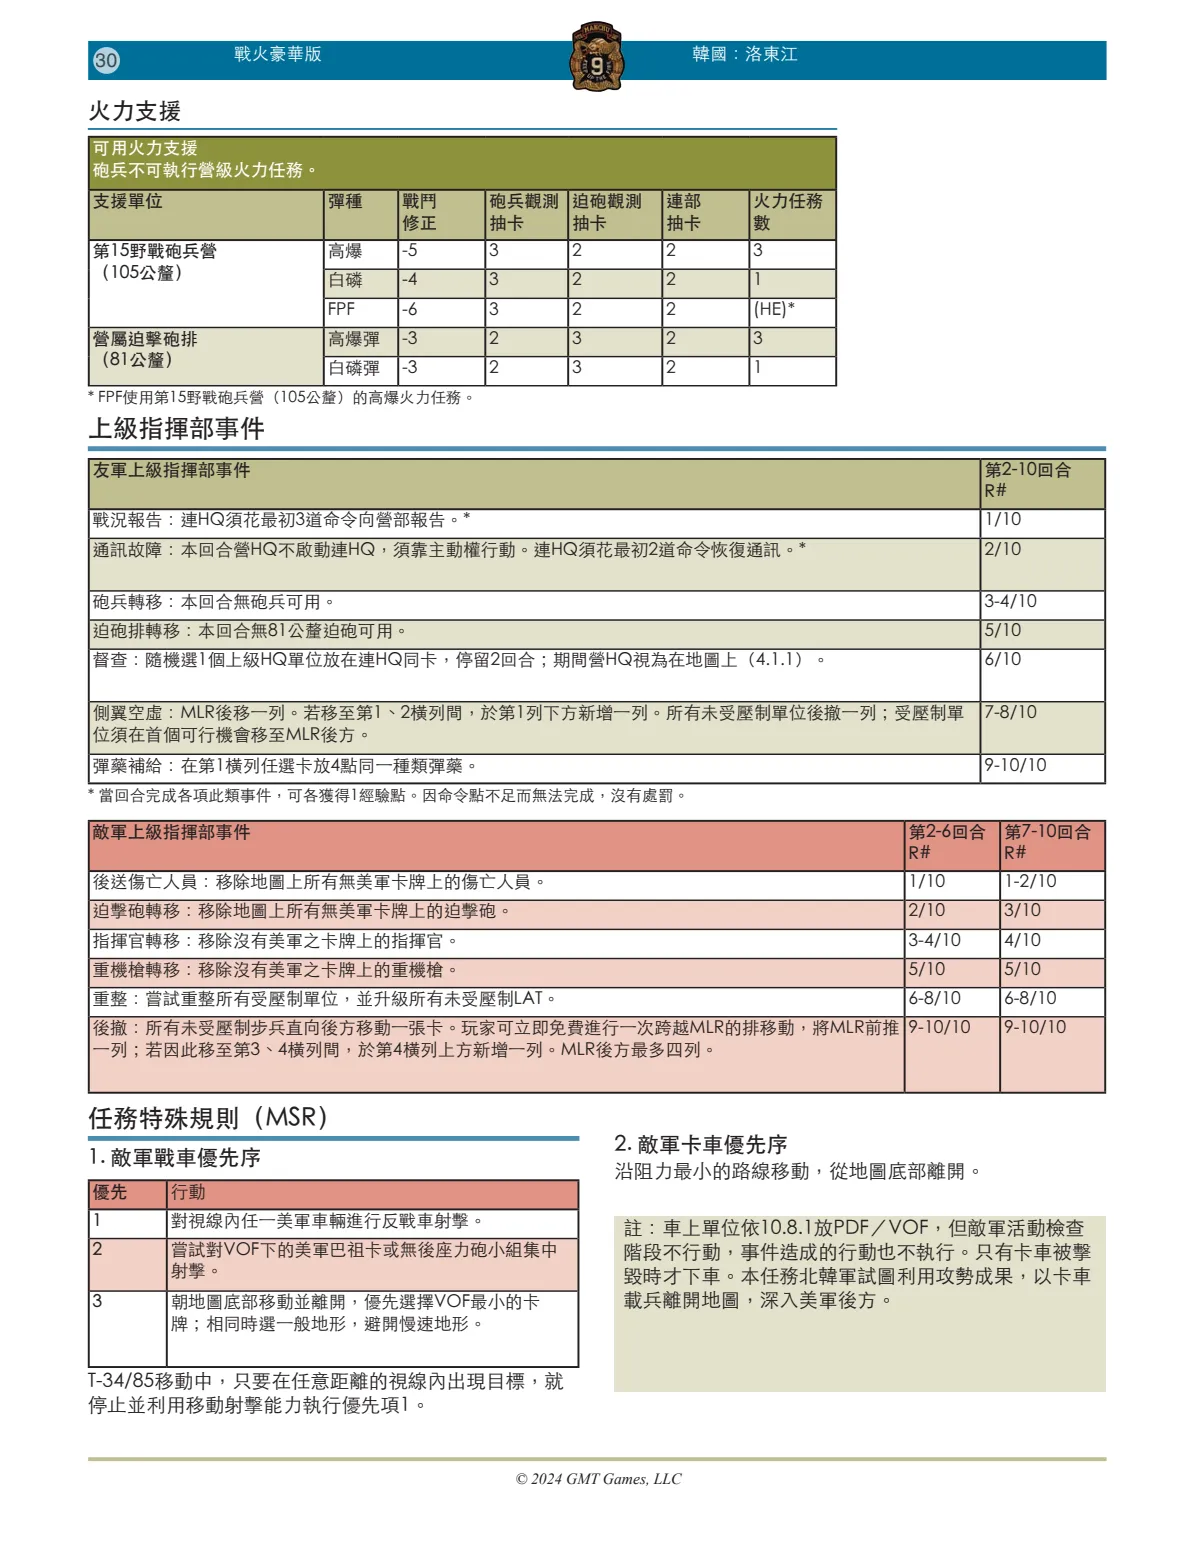 30
戰火豪華版
MANCHU
9
韓國：洛東江
火力支援
可用火力支援
砲兵不可執行營級火力任務。
支援單位 彈種 戰鬥 砲兵觀測 迫砲觀測 連部 火力任務
修正 抽卡 抽卡 抽卡 數
第15野戰砲兵營 高爆 -5 3 2 2 3
（105公釐）
白磷 -4 3 2 2 1
FPF -6 3 2 2 (HE)*
營屬迫擊砲排 高爆彈 -3 2 3 2 3
（81公釐）
白磷彈 -3 2 3 2 1
* FPF使用第15野戰砲兵營（105公釐）的高爆火力任務。
上級指揮部事件
友軍上級指揮部事件 第2-10回合
R#
戰況報告：連HQ須花最初3道命令向營部報告。* 1/10
通訊故障：本回合營HQ不啟動連HQ，須靠主動權行動。連HQ須花最初2道命令恢復通訊。* 2/10
砲兵轉移：本回合無砲兵可用。 3-4/10
迫砲排轉移：本回合無81公釐迫砲可用。 5/10
督查：隨機選1個上級HQ單位放在連HQ同卡，停留2回合；期間營HQ視為在地圖上（4.1.1）。 6/10
側翼空虛：MLR後移一列。若移至第1、2橫列間，於第1列下方新增一列。所有未受壓制單位後撤一列；受壓制單 7-8/10
位須在首個可行機會移至MLR後方。
彈藥補給：在第1橫列任選卡放4點同一種類彈藥。 9-10/10
* 當回合完成各項此類事件，可各獲得1經驗點。因命令點不足而無法完成，沒有處罰。
敵軍上級指揮部事件 第2-6回合 第7-10回合
R# R#
後送傷亡人員：移除地圖上所有無美軍卡牌上的傷亡人員。 1/10 1-2/10
迫擊砲轉移：移除地圖上所有無美軍卡牌上的迫擊砲。 2/10 3/10
指揮官轉移：移除沒有美軍之卡牌上的指揮官。 3-4/10 4/10
重機槍轉移：移除沒有美軍之卡牌上的重機槍。 5/10 5/10
重整：嘗試重整所有受壓制單位，並升級所有未受壓制LAT。 6-8/10 6-8/10
後撤：所有未受壓制步兵直向後方移動一張卡。玩家可立即免費進行一次跨越MLR的排移動，將MLR前推 9-10/10 9-10/10
一列；若因此移至第3、4橫列間，於第4橫列上方新增一列。MLR後方最多四列。
任務特殊規則（MSR）
1. 敵軍戰車優先序
優先 行動
1 對視線內任一美軍車輛進行反戰車射擊。
2 嘗試對VOF下的美軍巴祖卡或無後座力砲小組集中
射擊。
3 朝地圖底部移動並離開，優先選擇VOF最小的卡
牌；相同時選一般地形，避開慢速地形。
T-34/85移動中，只要在任意距離的視線內出現目標，就
停止並利用移動射擊能力執行優先項1。
2. 敵軍卡車優先序
沿阻力最小的路線移動，從地圖底部離開。
註：車上單位依10.8.1放PDF／VOF，但敵軍活動檢查
階段不行動，事件造成的行動也不執行。只有卡車被擊
毀時才下車。本任務北韓軍試圖利用攻勢成果，以卡車
載兵離開地圖，深入美軍後方。
© 2024 GMT Games, LLC